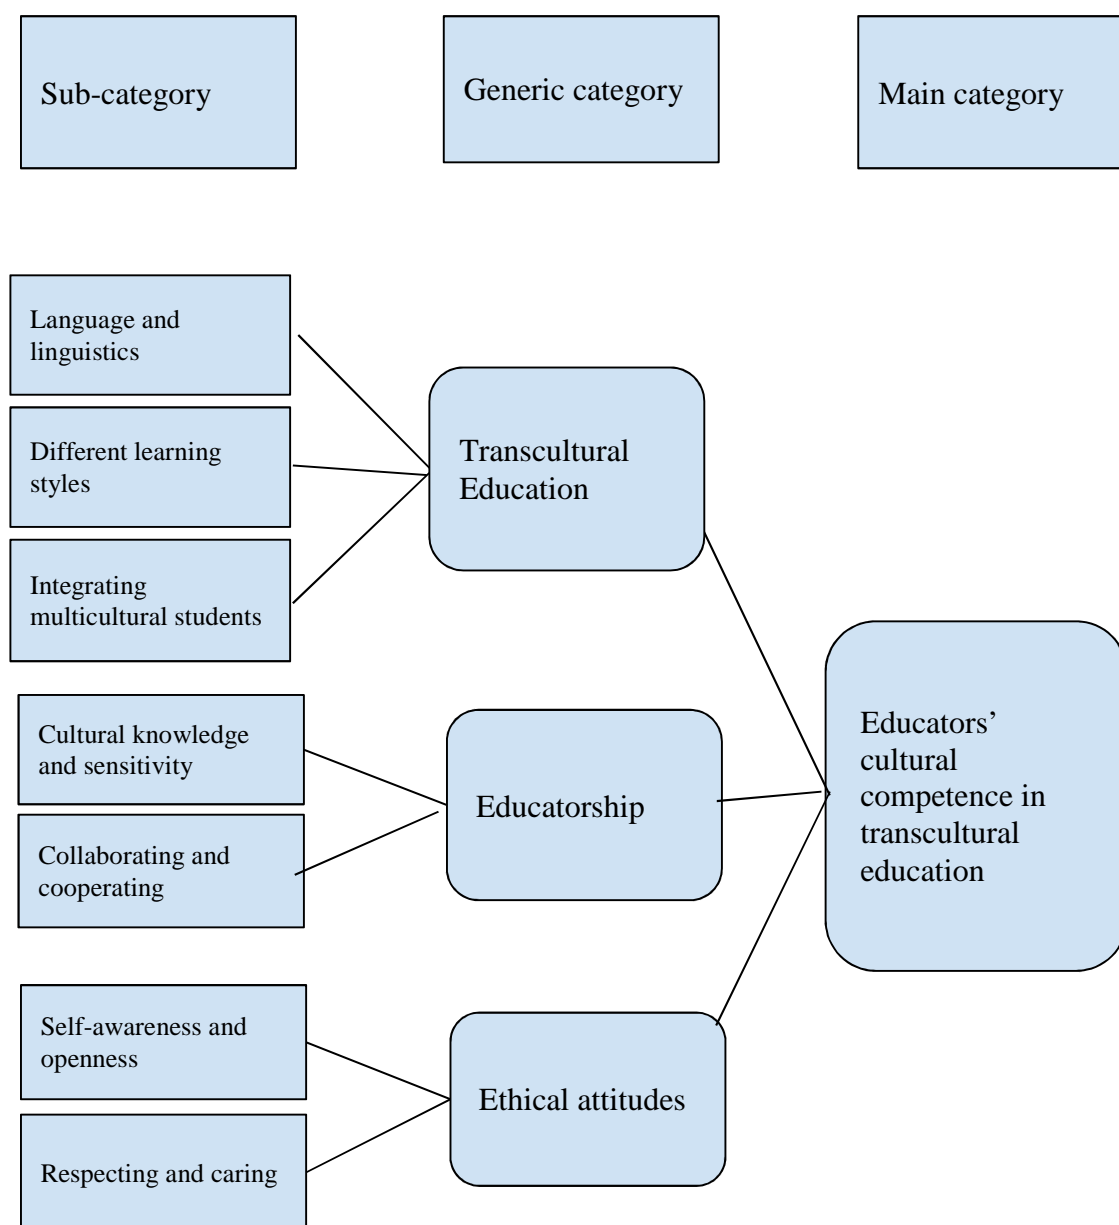 Sub-category
Generic category
Main category
Language and
linguistics
Different learning
styles
Integrating
multicultural students
Transcultural
Education
Cultural knowledge
and sensitivity
Collaborating and
cooperating
Educatorship
Self-awareness and
openness
Respecting and caring
Ethical attitudes
Educators’
cultural
competence in
transcultural
education